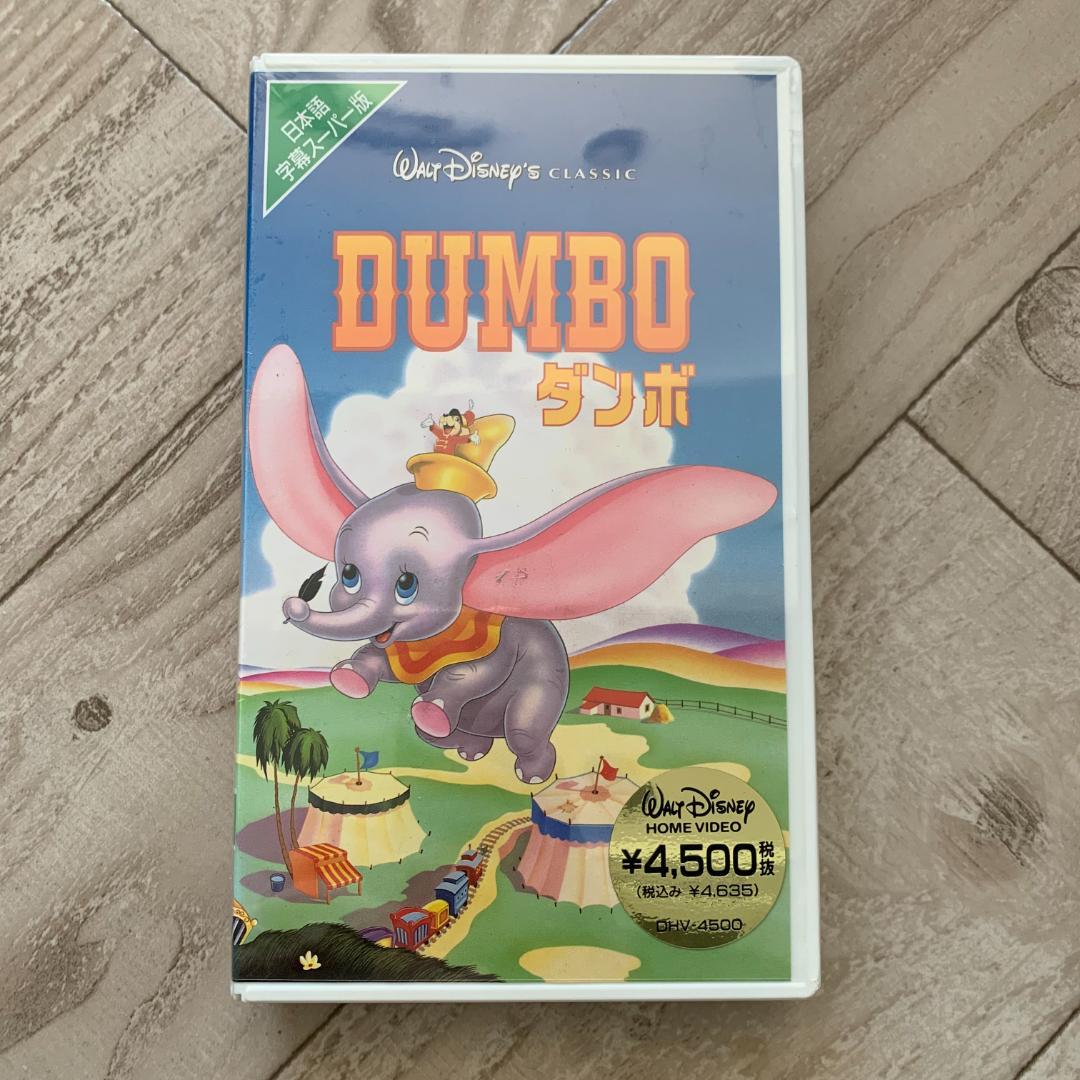 日本語
字幕スーパー版
WALT DISNEY'S CLASSIC
DUMBO
ダンボ
WALT DISNEY
HOME VIDEO
¥4,500税抜
(税込み ¥4,635)
DHV-4500